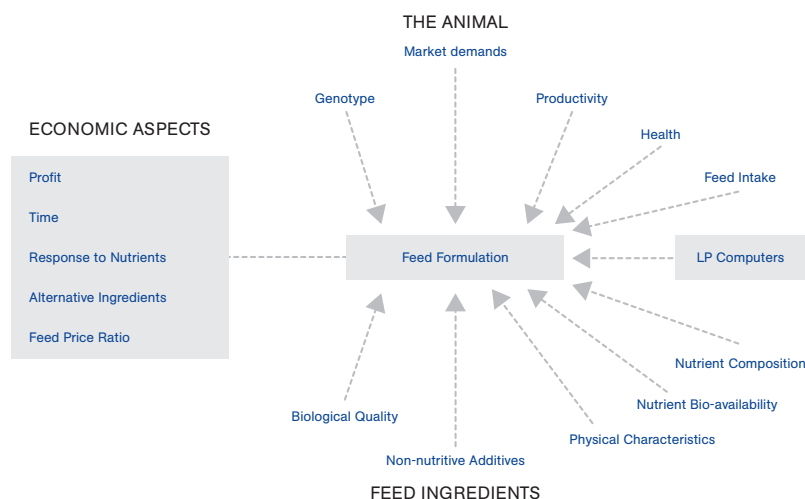 THE ANIMAL
Market demands
Genotype
Productivity
Health
Feed Intake
ECONOMIC ASPECTS
Profit
Time
Response to Nutrients
Alternative Ingredients
Feed Price Ratio
Feed Formulation
LP Computers
Nutrient Composition
Nutrient Bio-availability
Physical Characteristics
Biological Quality
Non-nutritive Additives
FEED INGREDIENTS